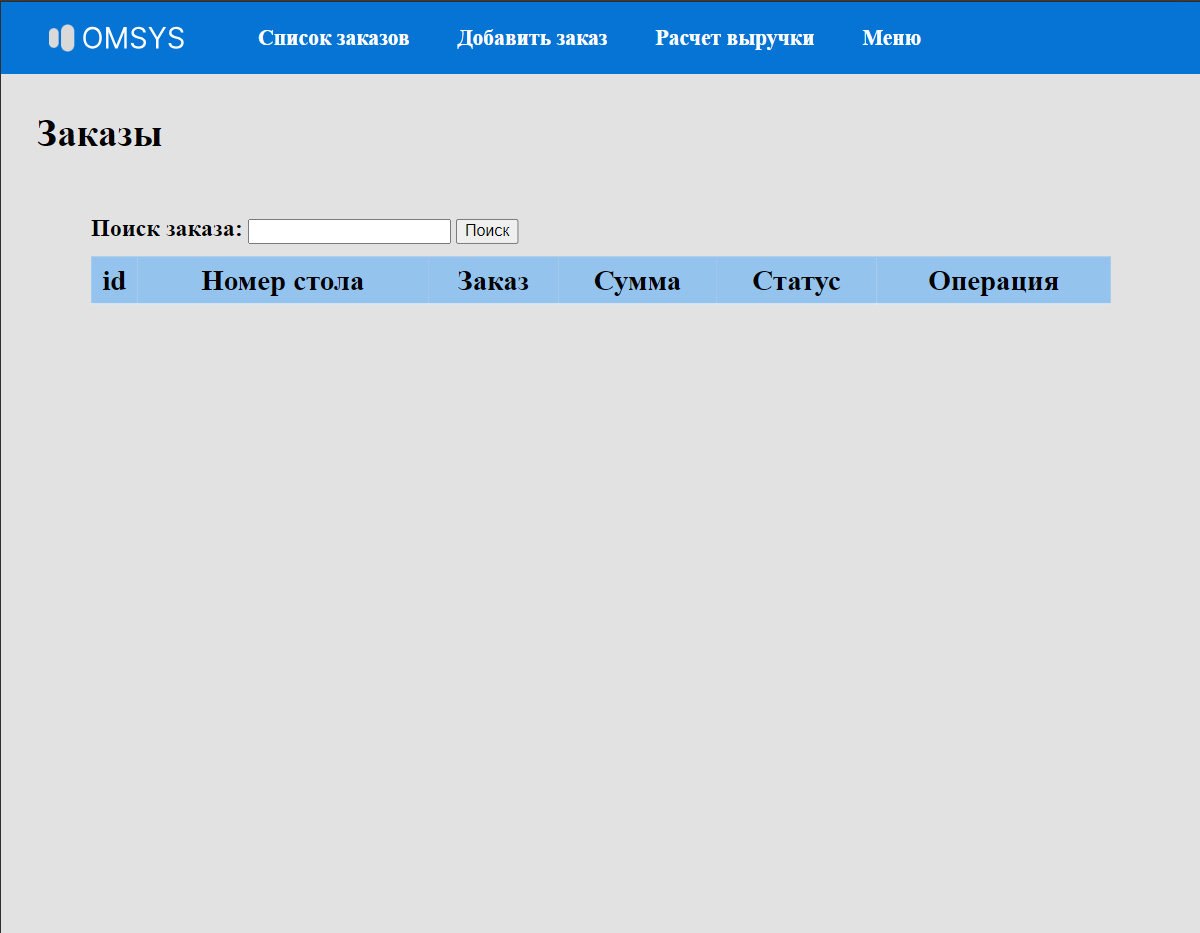 OMSYS Список заказов Добавить заказ Расчет выручки Меню
Заказы
Поиск заказа: Поиск
id Номер стола Заказ Сумма Статус Операция